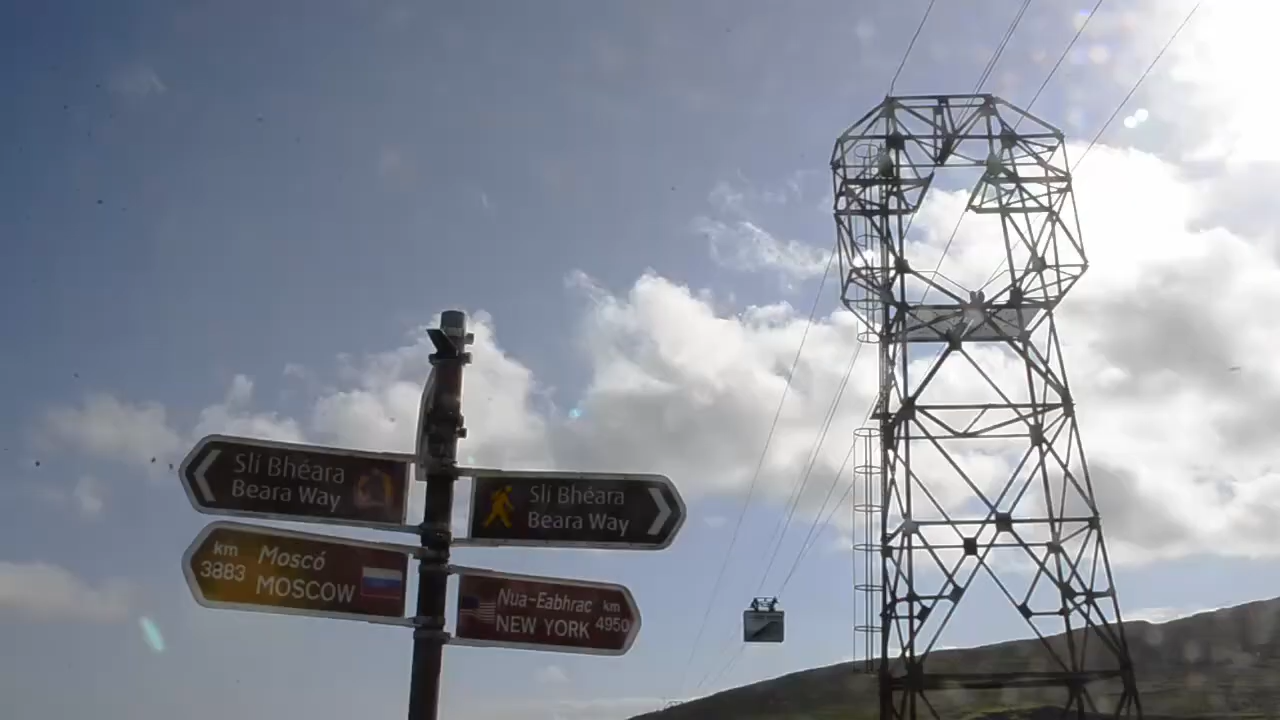 Slí Bhéara
Beara Way
Slí Bhéara
Beara Way
km
3883
Moscó
MOSCOW
Nua-Eabhrac
NEW YORK
km
4950